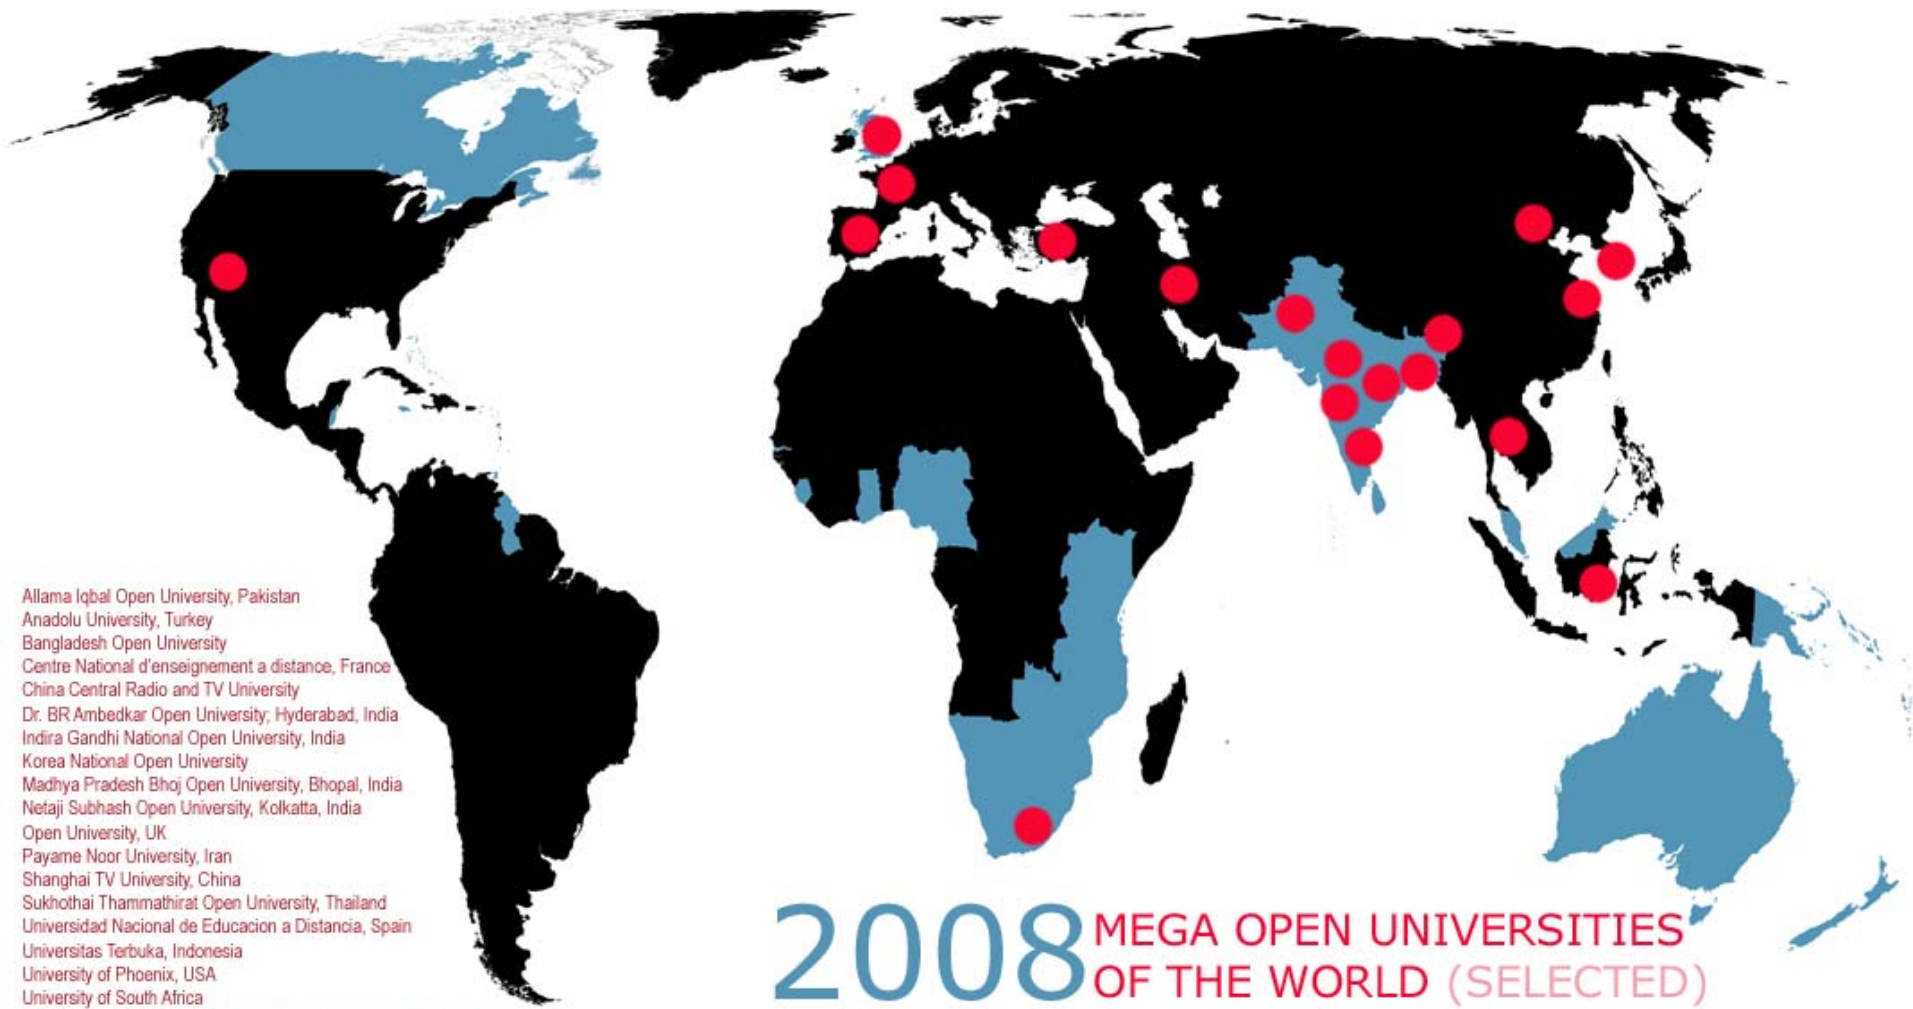 Allama Iqbal Open University, Pakistan
Anadolu University, Turkey
Bangladesh Open University
Centre National d'enseignement a distance, France
China Central Radio and TV University
Dr. BR Ambedkar Open University; Hyderabad, India
Indira Gandhi National Open University, India
Korea National Open University
Madhya Pradesh Bhoj Open University, Bhopal, India
Netaji Subhash Open University, Kolkatta, India
Open University, UK
Payame Noor University, Iran
Shanghai TV University, China
Sukhothai Thammathirat Open University, Thailand
Universidad Nacional de Educacion a Distancia, Spain
Universitas Terbuka, Indonesia
University of Phoenix, USA
University of South Africa
2008 MEGA OPEN UNIVERSITIES
OF THE WORLD (SELECTED)